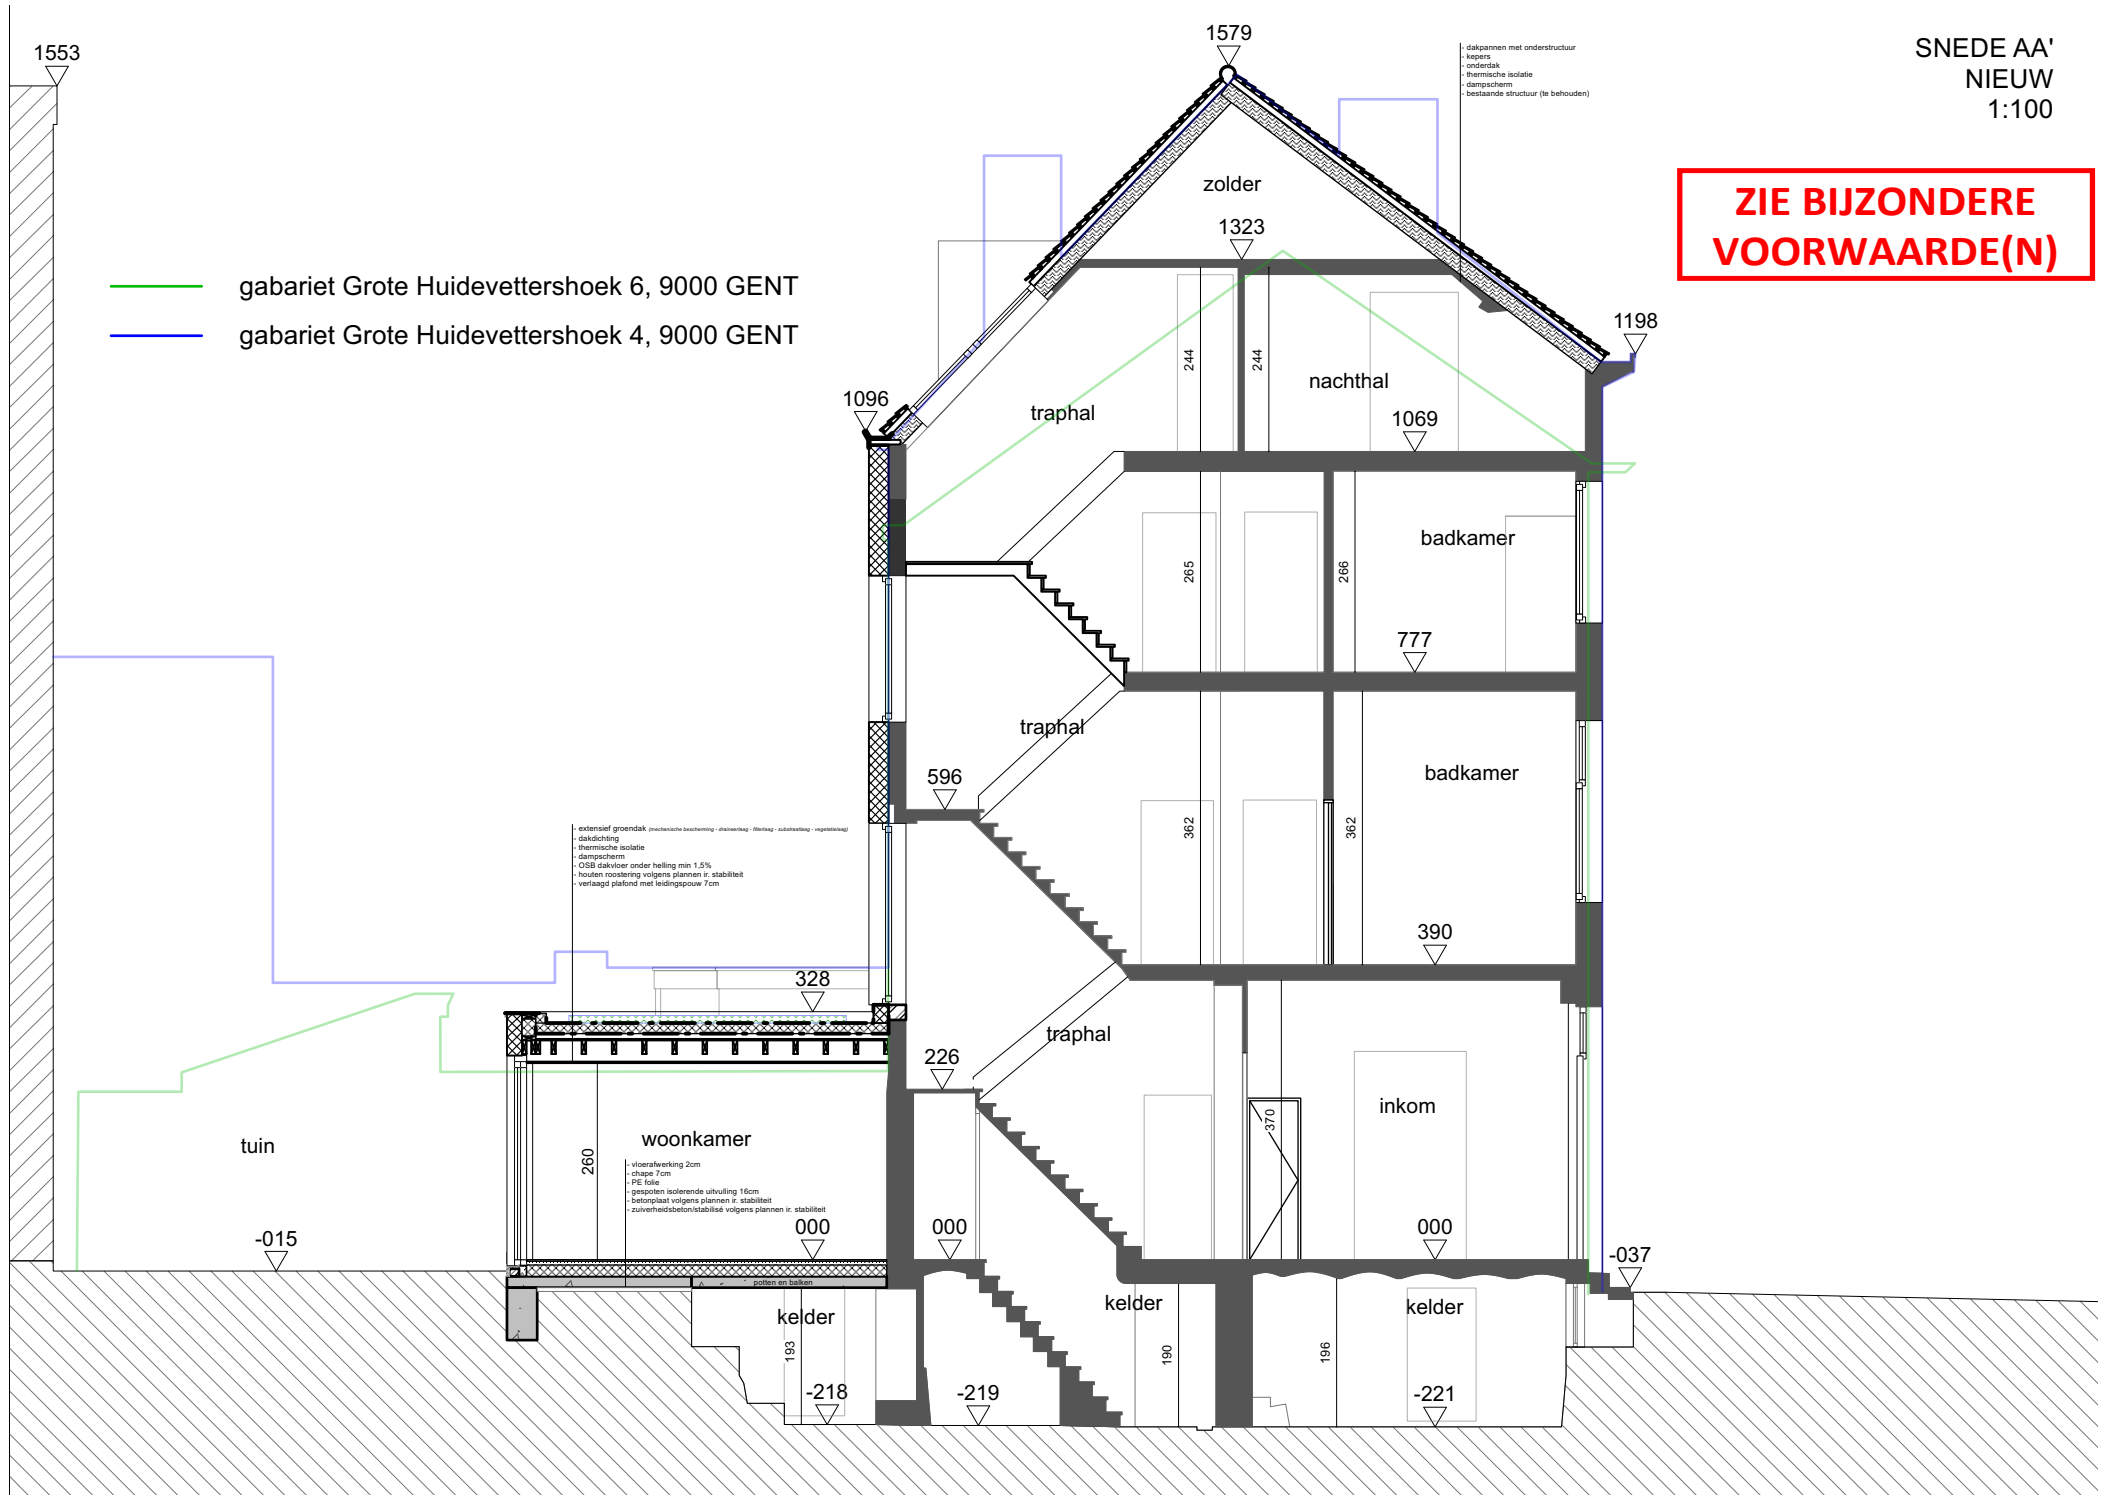 1553
1579
- dakpannen met onderstructuur
- kepers
- onderdak
- thermische isolatie
- dampscherm
- bestaande structuur (te behouden)
SNEDE AA'
NIEUW
1:100
ZIE BIJZONDERE
VOORWAARDE(N)
zolder
1323
gabariet Grote Huidevettershoek 6, 9000 GENT
gabariet Grote Huidevettershoek 4, 9000 GENT
1198
244
244
nachthal
1096
traphal
1069
badkamer
265
266
777
traphal
badkamer
596
362
362
- extensief groendak (mechanische bescherming - draineerlaag - filterlaag - substraatlaag - vegetatielaag)
- dakdichting
- thermische isolatie
- dampscherm
- OSB dakvloer onder helling min 1,5%
- houten roostering volgens plannen ir. stabiliteit
- verlaagd plafond met leidingspouw 7cm
390
328
traphal
226
inkom
370
tuin
woonkamer
260
- vloerafwerking 2cm
- chape 7cm
- PE folie
- gespoten isolerende uitvulling 16cm
- betonplaat volgens plannen ir. stabiliteit
- zuiverheidsbeton/stabilisé volgens plannen ir. stabiliteit
-015
000
000
000
-037
potten en balken
kelder
kelder
kelder
193
190
196
-218
-219
-221